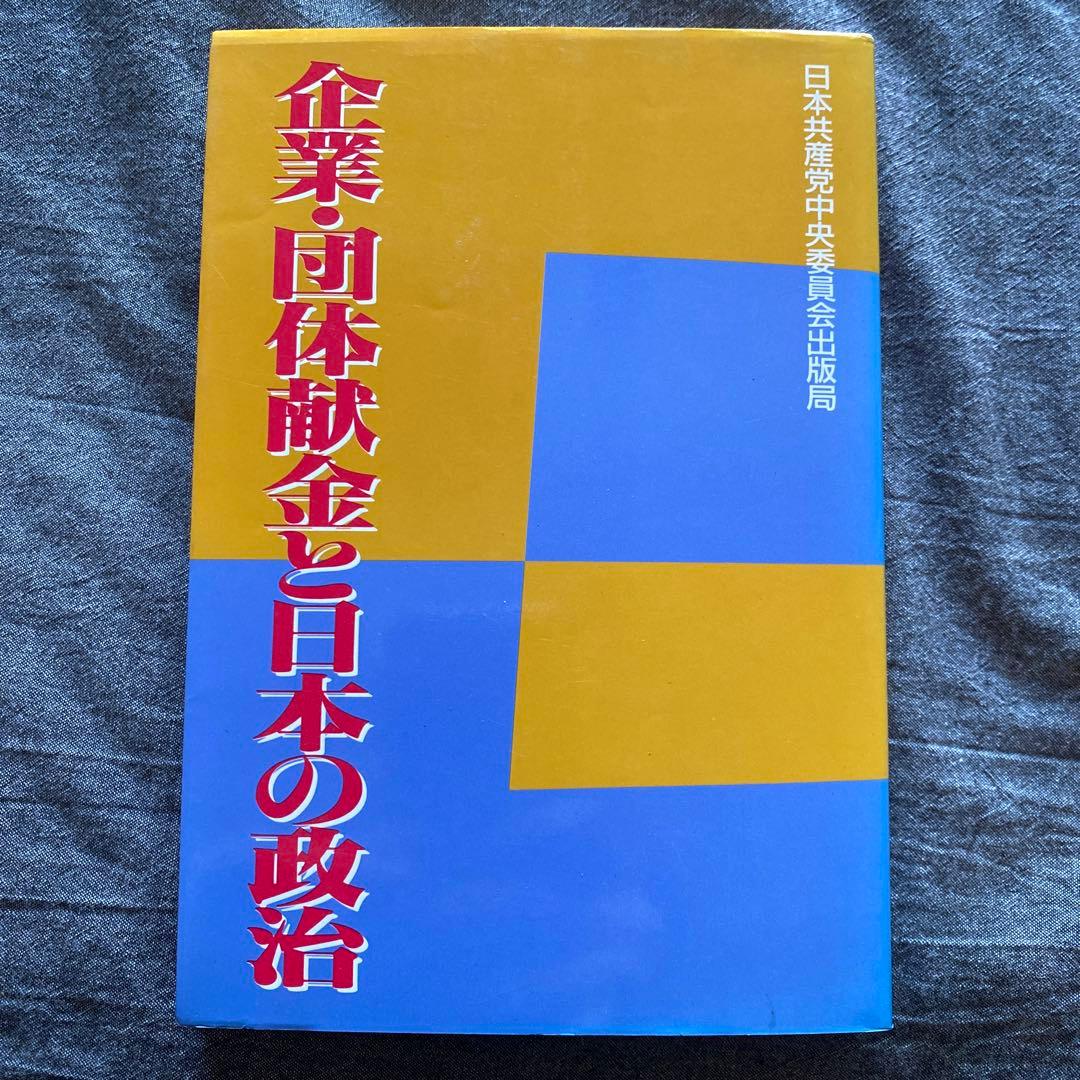 日本共産党中央委員会出版局
企業・団体献金と日本の政治